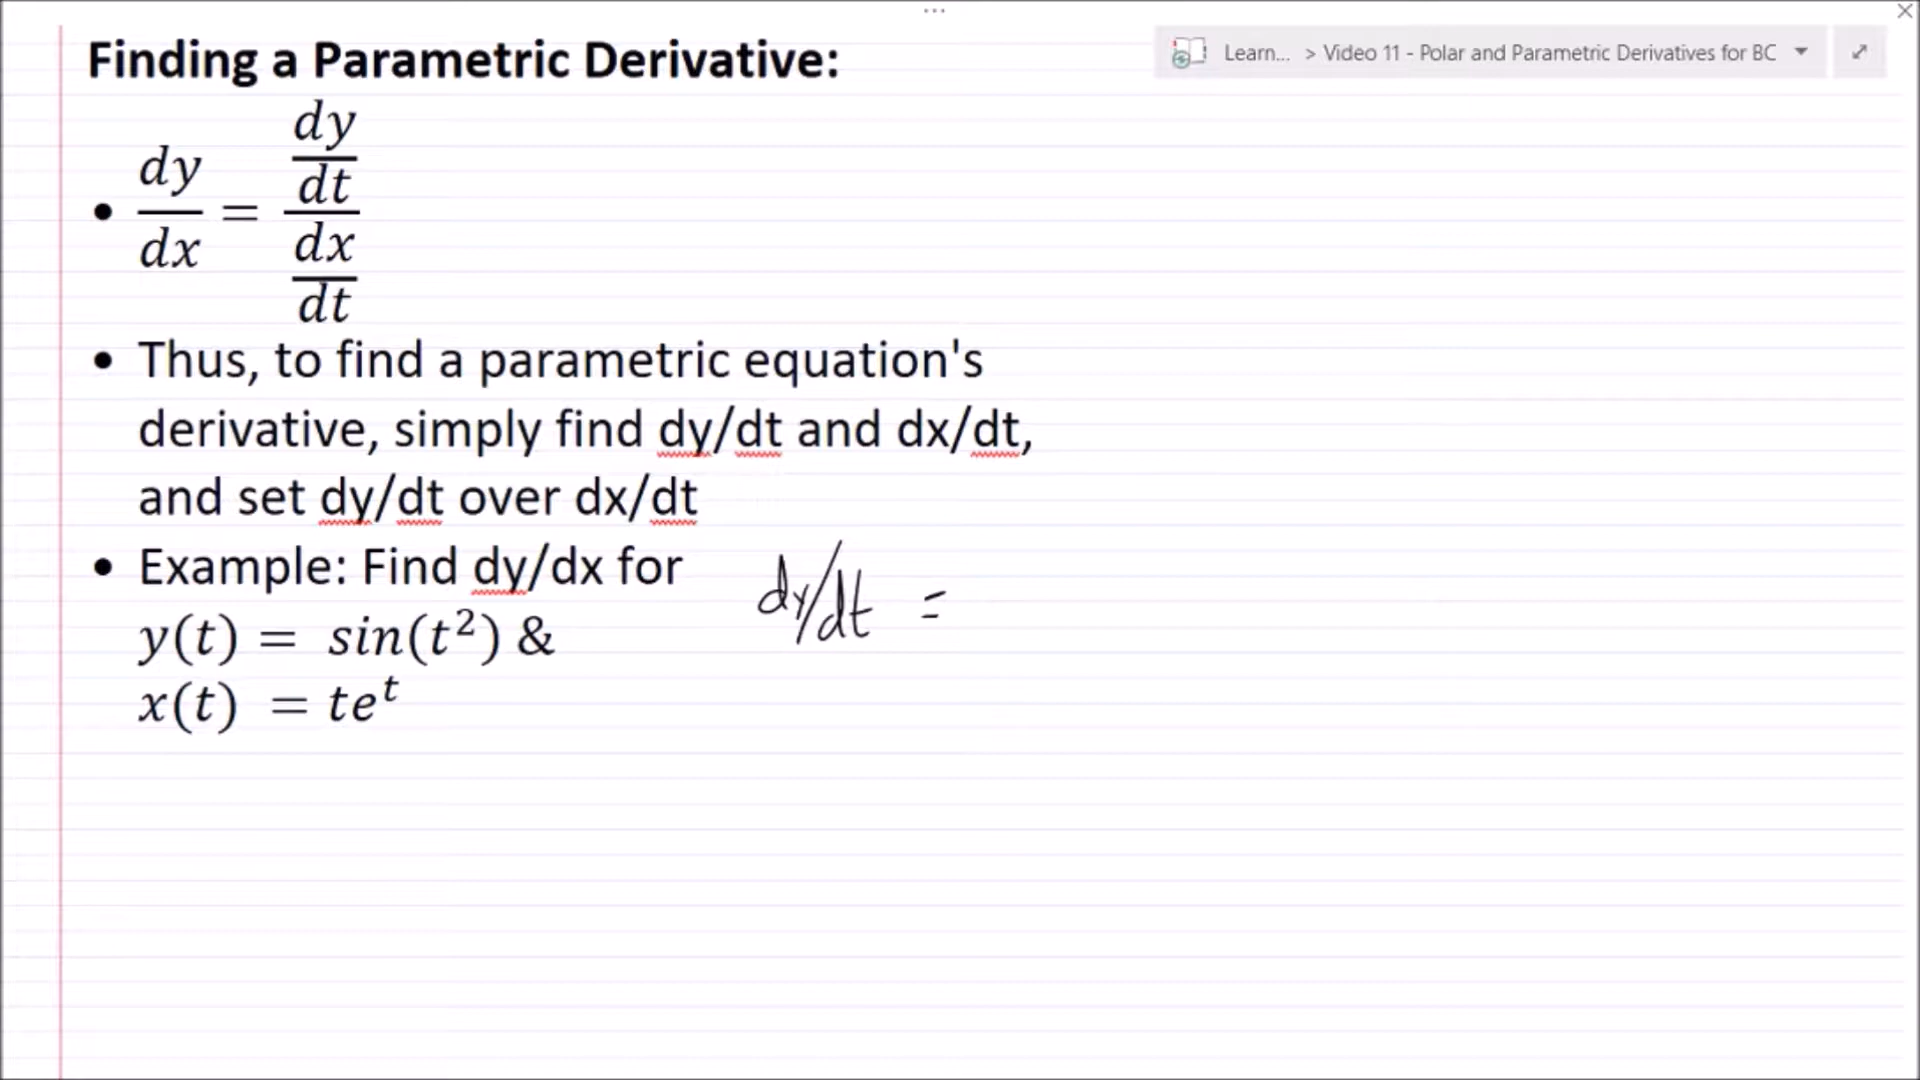 Finding a Parametric Derivative:
Learn... > Video 11 - Polar and Parametric Derivatives for BC
• dy/dx = (dy/dt)/(dx/dt)
• Thus, to find a parametric equation's
derivative, simply find dy/dt and dx/dt,
and set dy/dt over dx/dt
• Example: Find dy/dx for
y(t) = sin(t²) &
x(t) = teᵗ
dy/dt =